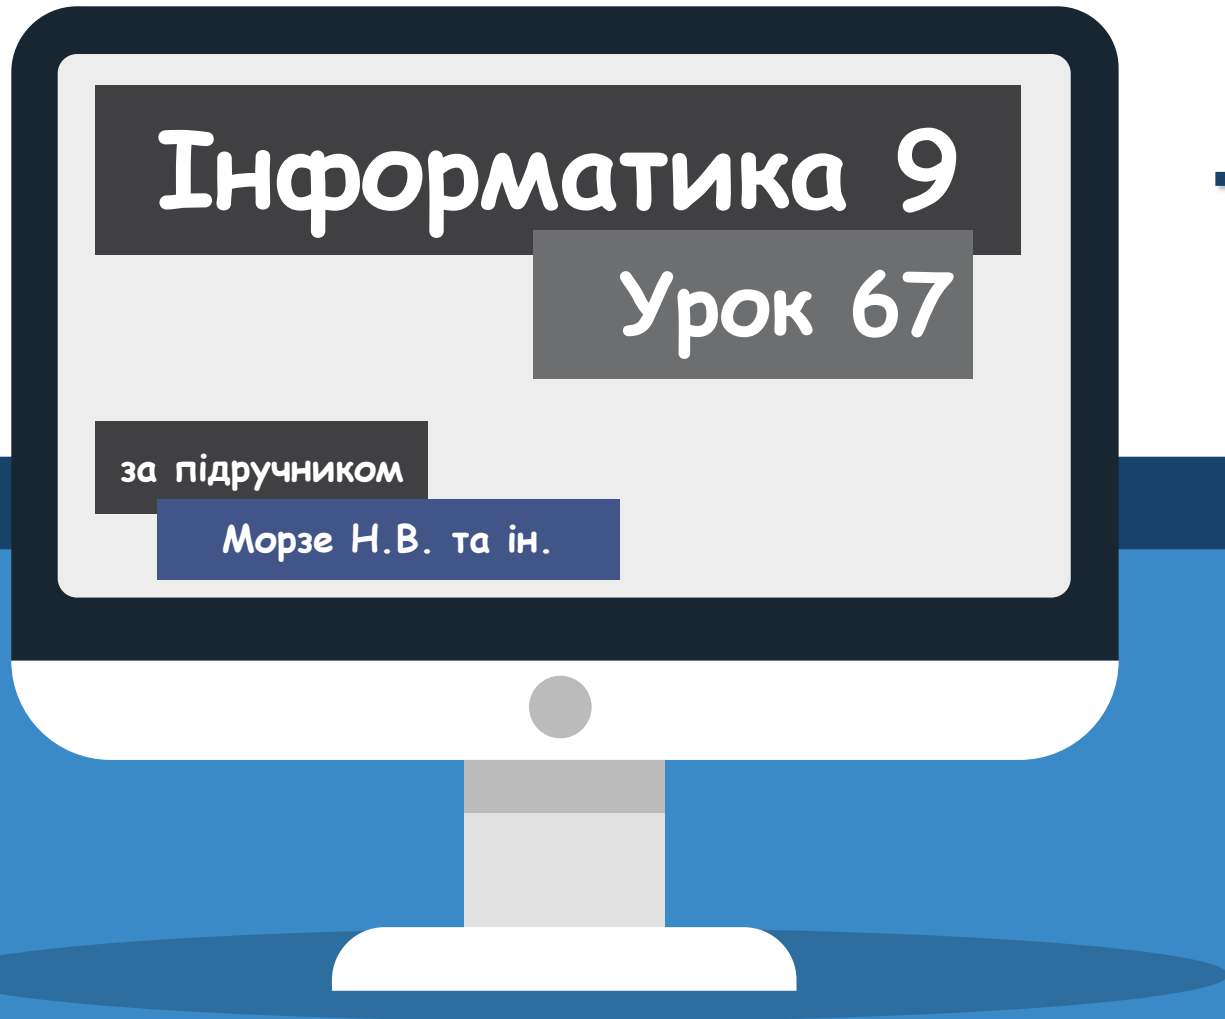 Інформатика 9
Урок 67
за підручником
Морзе Н.В. та ін.